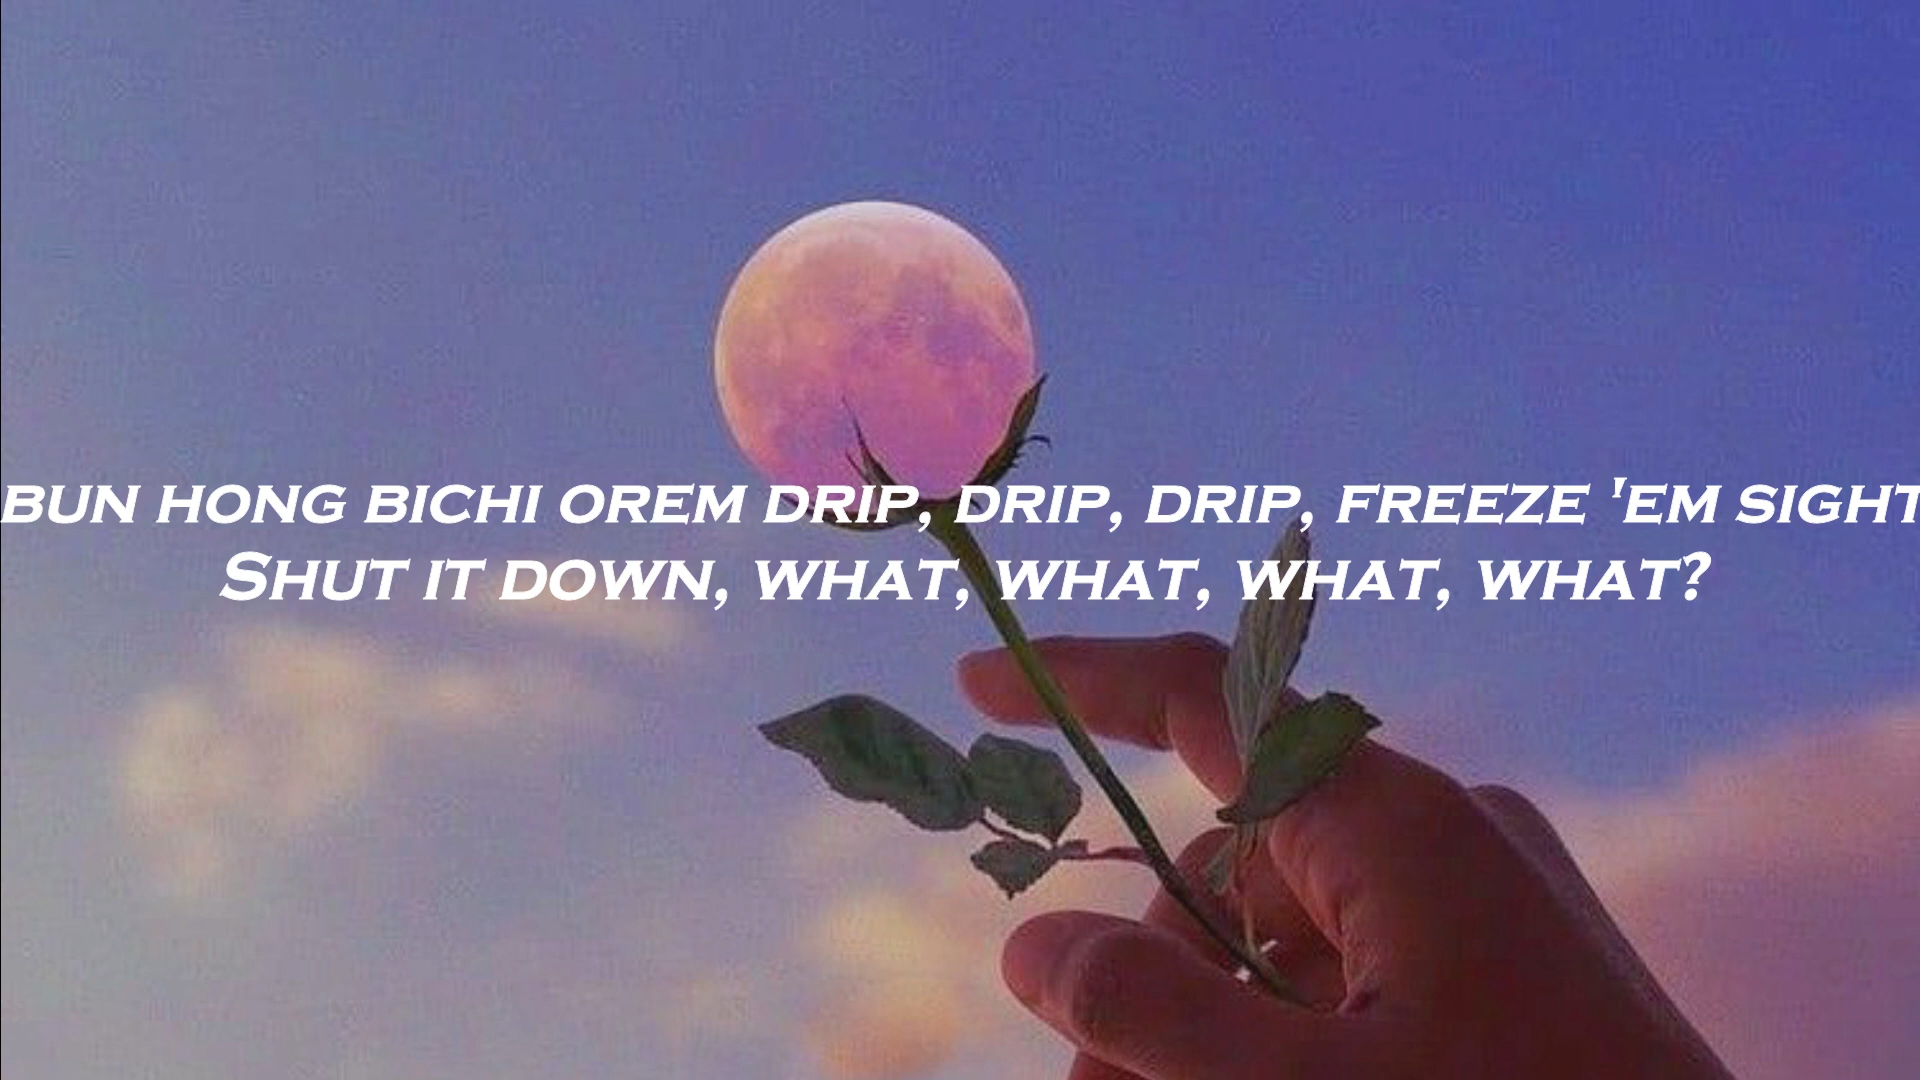 bun hong bichi orem drip, drip, drip, freeze 'em sight
Shut it down, what, what, what, what?